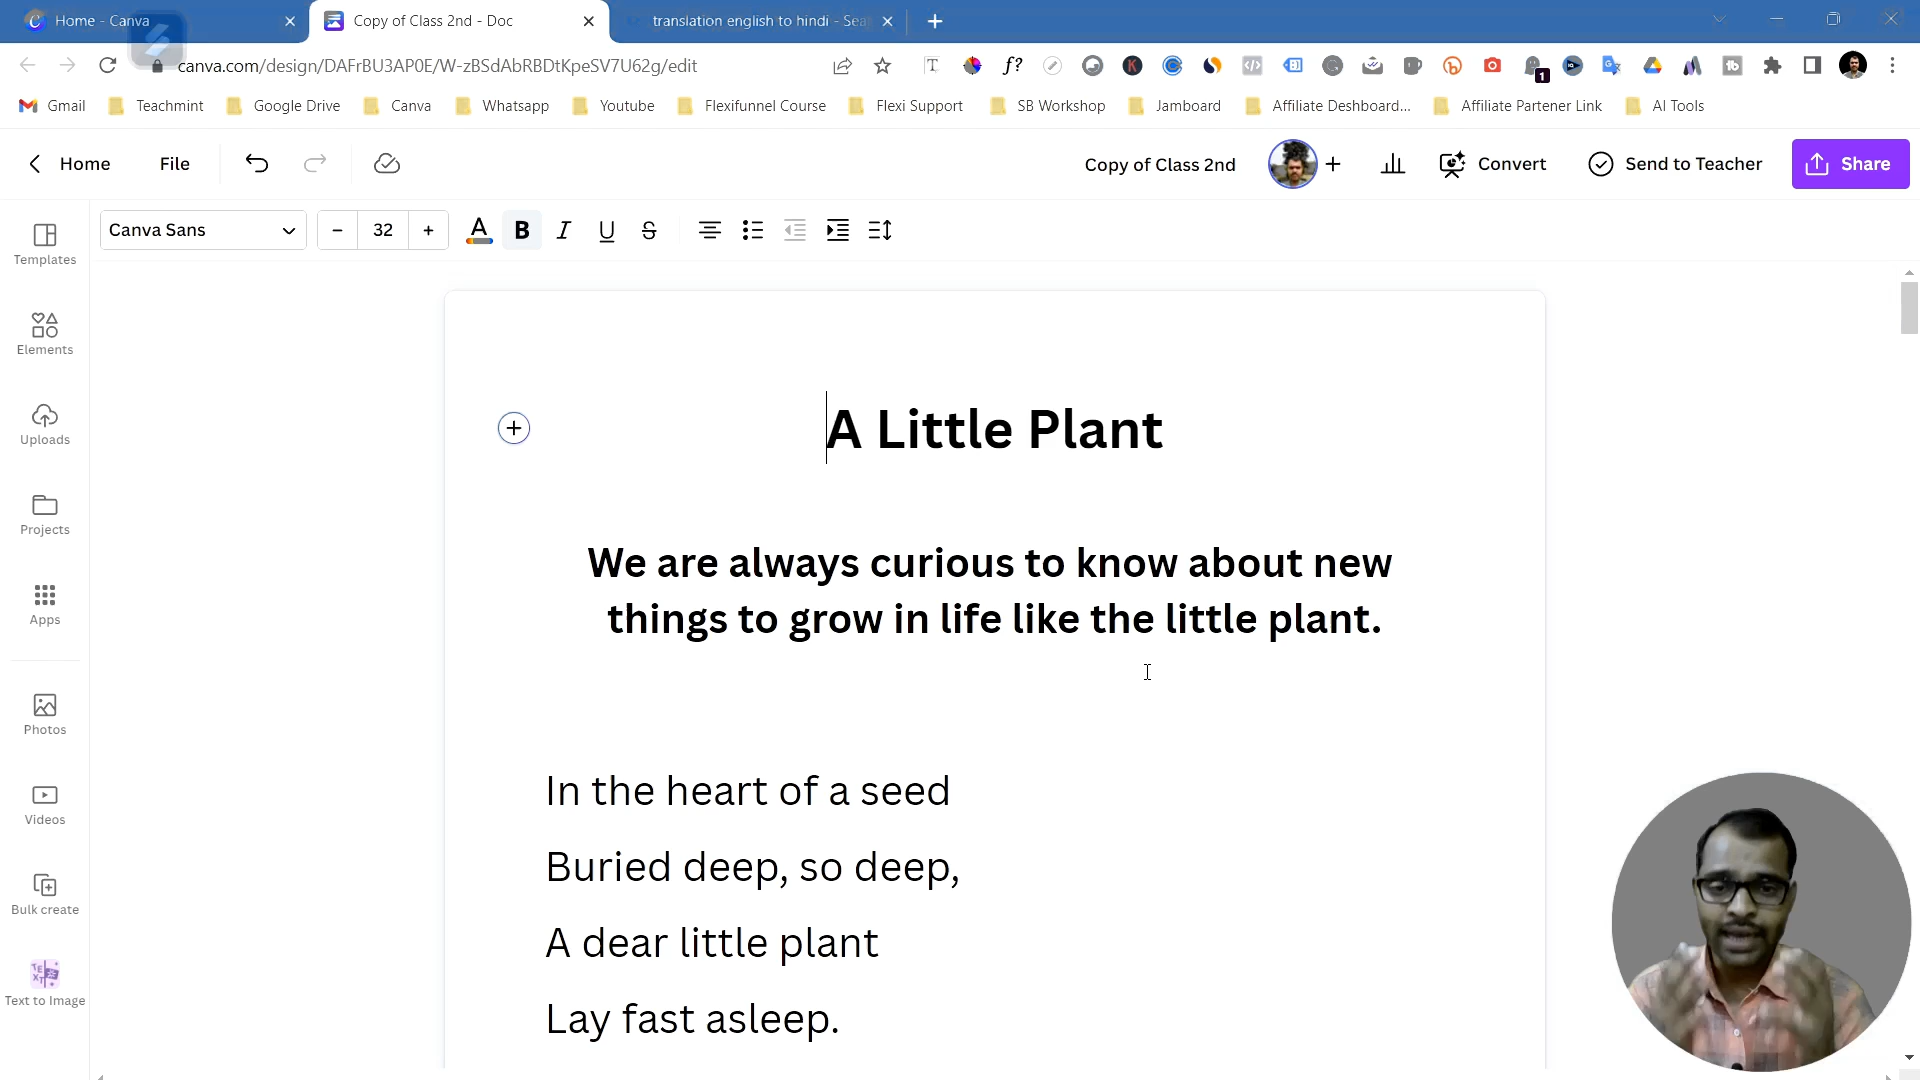 Home - Canva
Copy of Class 2nd - Doc
translation english to hindi - Sea
canva.com/design/DAFrBU3AP0E/W-zBSdAbRBDtKpeSV7U62g/edit
1
Gmail
Teachmint
Google Drive
Canva
Whatsapp
Youtube
Flexifunnel Course
Flexi Support
SB Workshop
Jamboard
Affiliate Deshboard...
Affiliate Partener Link
AI Tools
Home
File
Copy of Class 2nd
Convert
Send to Teacher
Share
Canva Sans
32
A
B
I
U
S
Templates
Elements
Uploads
Projects
Apps
Photos
Videos
Bulk create
Text to Image
A Little Plant
We are always curious to know about new
things to grow in life like the little plant.
In the heart of a seed
Buried deep, so deep,
A dear little plant
Lay fast asleep.